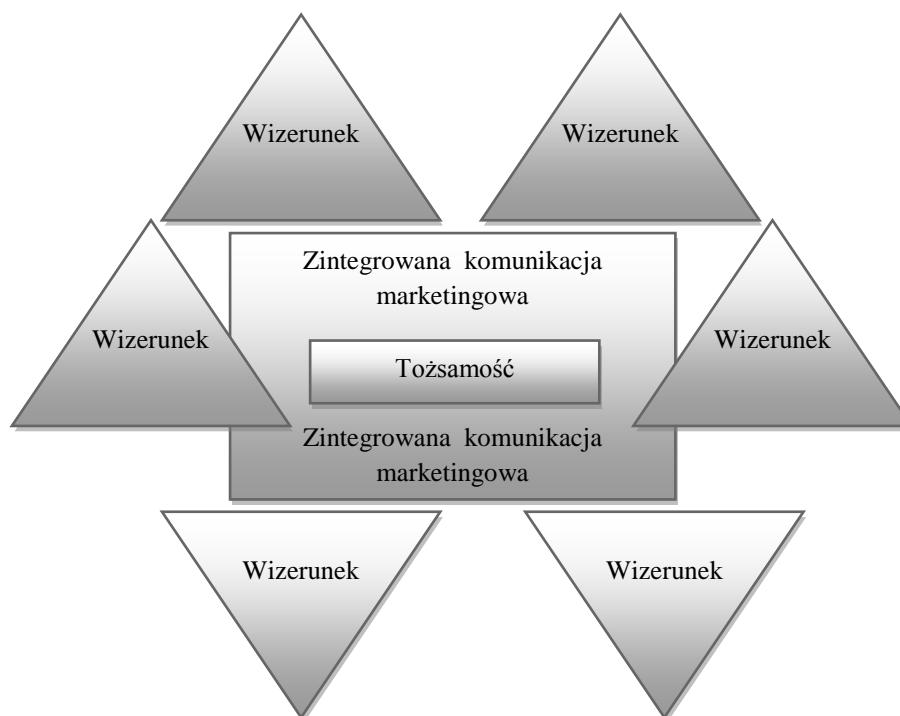 Wizerunek
Wizerunek
Zintegrowana komunikacja
marketingowa
Wizerunek
Wizerunek
Tożsamość
Zintegrowana komunikacja
marketingowa
Wizerunek
Wizerunek